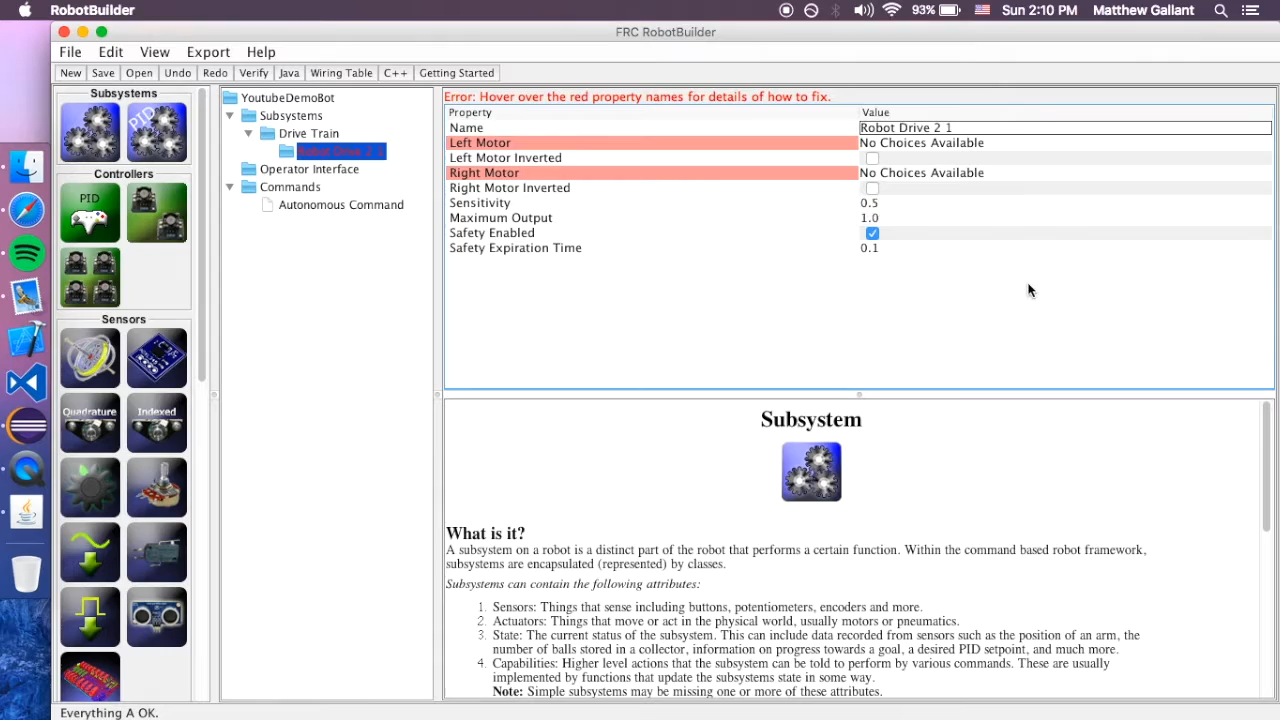 RobotBuilder
93%
Sun 2:10 PM
Matthew Gallant
FRC RobotBuilder
File Edit View Export Help
New Save Open Undo Redo Verify Java Wiring Table C++ Getting Started
Subsystems
PID
Controllers
PID
Sensors
Quadrature
Indexed
YoutubeDemoBot
Subsystems
Drive Train
Robot Drive 2 1
Operator Interface
Commands
Autonomous Command
Error: Hover over the red property names for details of how to fix.
Property Value
Name Robot Drive 2 1
Left Motor No Choices Available
Left Motor Inverted
Right Motor No Choices Available
Right Motor Inverted
Sensitivity 0.5
Maximum Output 1.0
Safety Enabled
Safety Expiration Time 0.1
Subsystem
What is it?
A subsystem on a robot is a distinct part of the robot that performs a certain function. Within the command based robot framework,
subsystems are encapsulated (represented) by classes.
Subsystems can contain the following attributes:
1. Sensors: Things that sense including buttons, potentiometers, encoders and more.
2. Actuators: Things that move or act in the physical world, usually motors or pneumatics.
3. State: The current status of the subsystem. This can include data recorded from sensors such as the position of an arm, the
number of balls stored in a collector, information on progress towards a goal, a desired PID setpoint, and much more.
4. Capabilities: Higher level actions that the subsystem can be told to perform by various commands. These are usually
implemented by functions that update the subsystems state in some way.
Note: Simple subsystems may be missing one or more of these attributes.
Everything A OK.